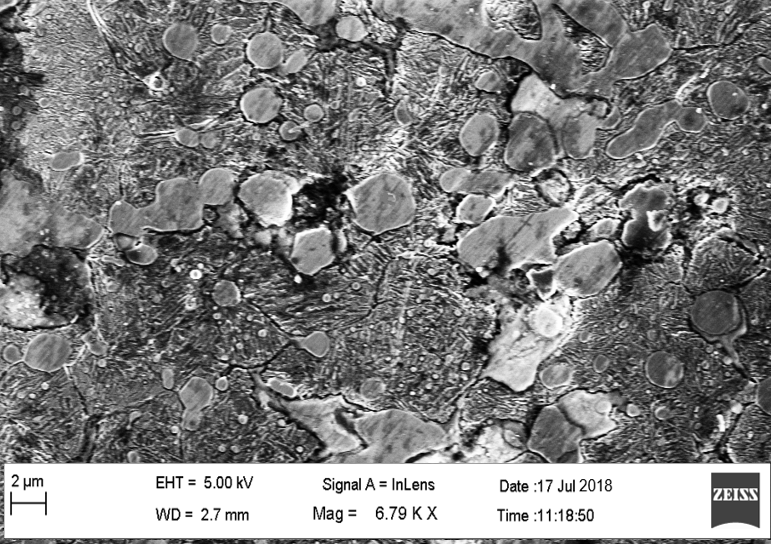 2 µm
EHT = 5.00 kV
WD = 2.7 mm
Signal A = InLens
Mag = 6.79 K X
Date :17 Jul 2018
Time :11:18:50
ZEISS